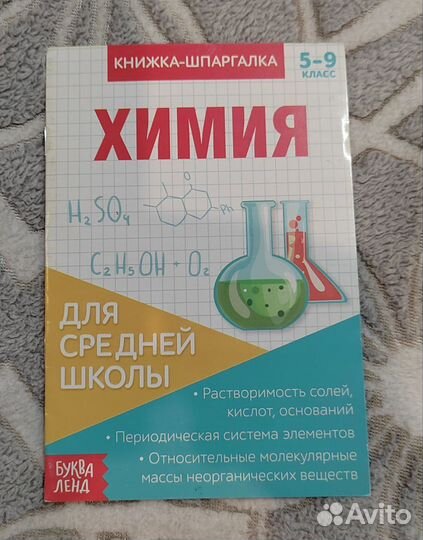 КНИЖКА-ШПАРГАЛКА
5-9
КЛАСС
ХИМИЯ
H₂SO₄
Ph
C₂H₅OH + O₂
ДЛЯ
СРЕДНЕЙ
ШКОЛЫ
• Растворимость солей,
кислот, оснований
• Периодическая система элементов
• Относительные молекулярные
массы неорганических веществ
БУКВА
ЛЕНД
Avito